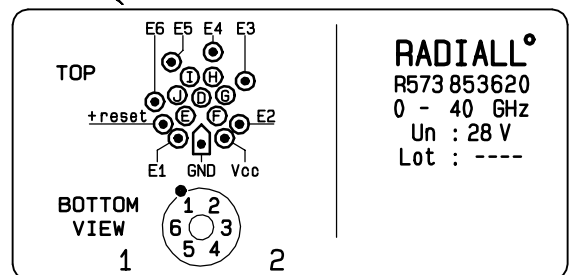 E6 E5 E4 E3
TOP
I H
J D G
E F
+reset
E2
E1 GND Vcc
BOTTOM
VIEW
1 2
6 3
5 4
1 2
RADIALL°
R573 853620
0 - 40 GHz
Un : 28 V
Lot : ----